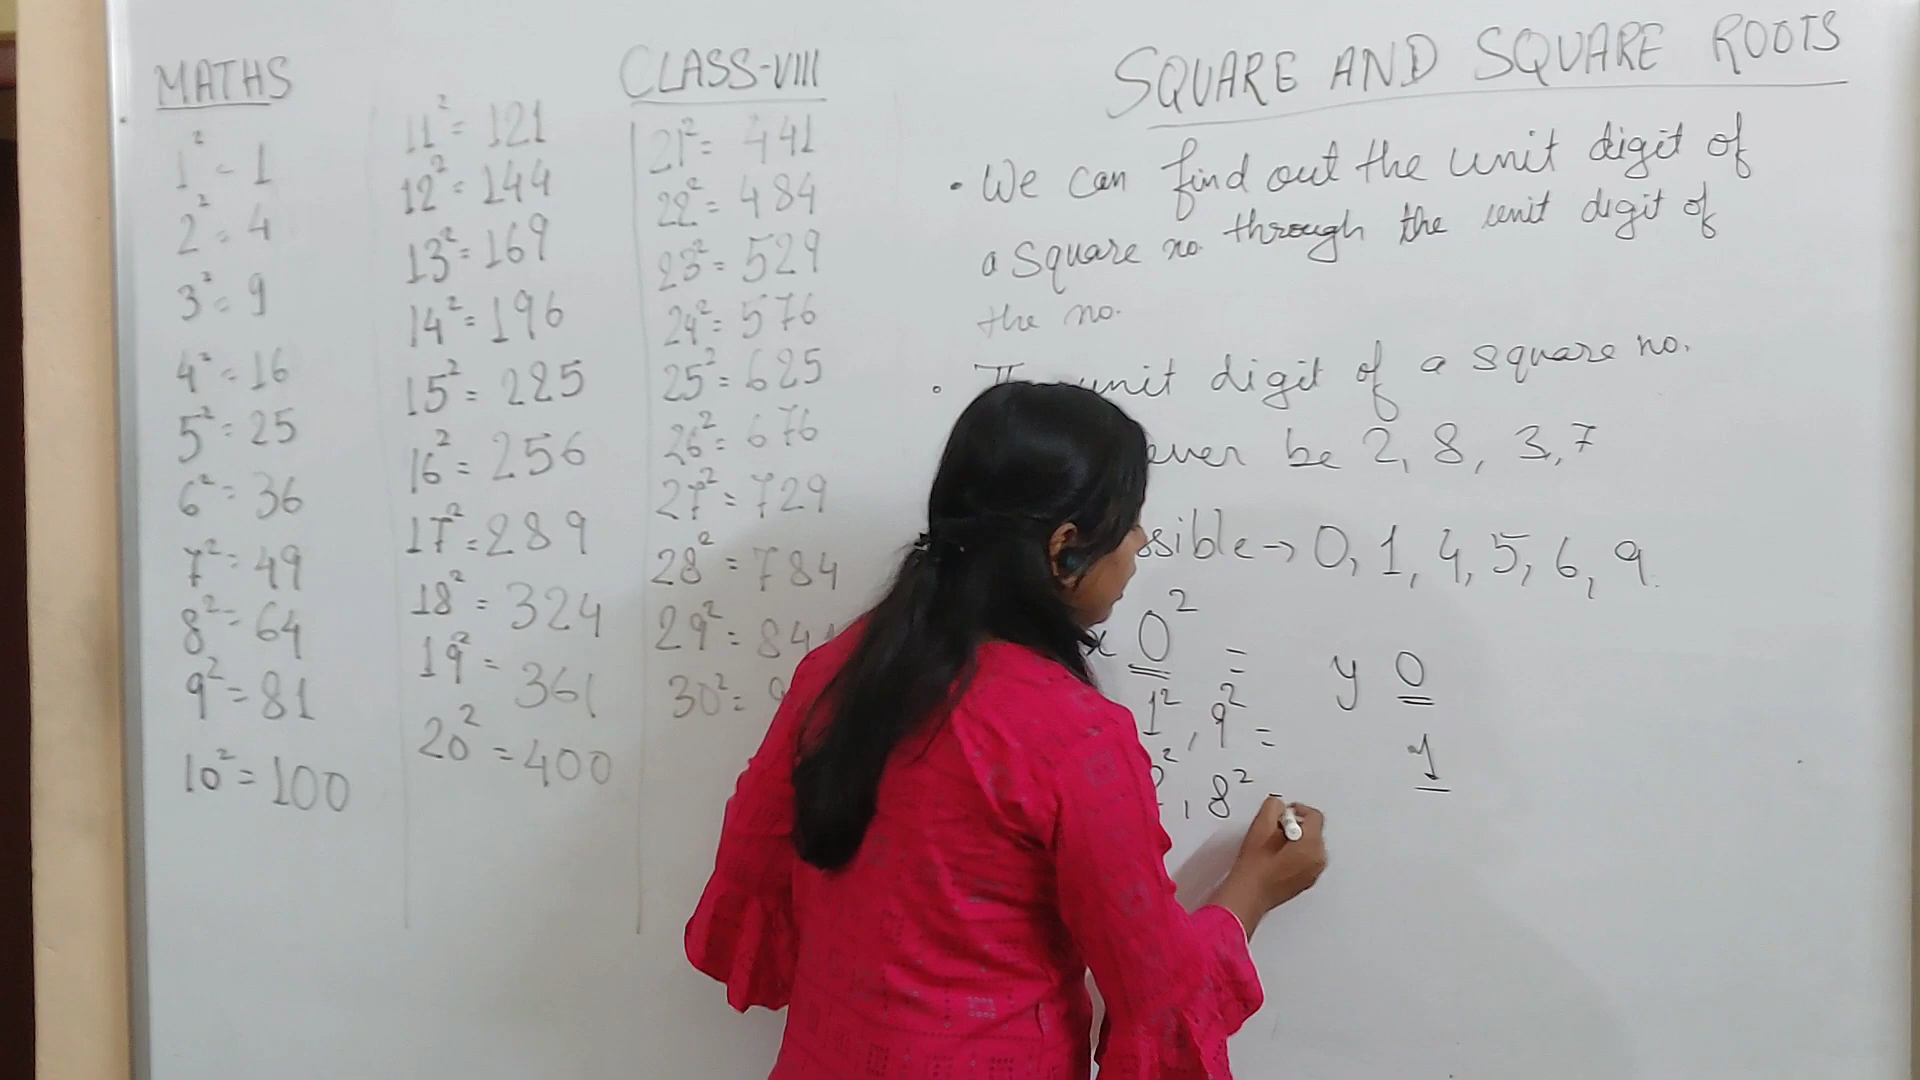 MATHS
1² = 1
2² = 4
3² = 9
4² = 16
5² = 25
6² = 36
7² = 49
8² = 64
9² = 81
10² = 100
11² = 121
12² = 144
13² = 169
14² = 196
15² = 225
16² = 256
17² = 289
18² = 324
19² = 361
20² = 400
CLASS-VIII
21² = 441
22² = 484
23² = 529
24² = 576
25² = 625
26² = 676
27² = 729
28² = 784
29² = 84
30² =
SQUARE AND SQUARE ROOTS
• We can find out the unit digit of
a square no. through the unit digit of
the no.
• unit digit of a square no.
be 2, 8, 3, 7
→ 0, 1, 4, 5, 6, 9.
x 0² = y 0
1², 9² = 1
, 8² =